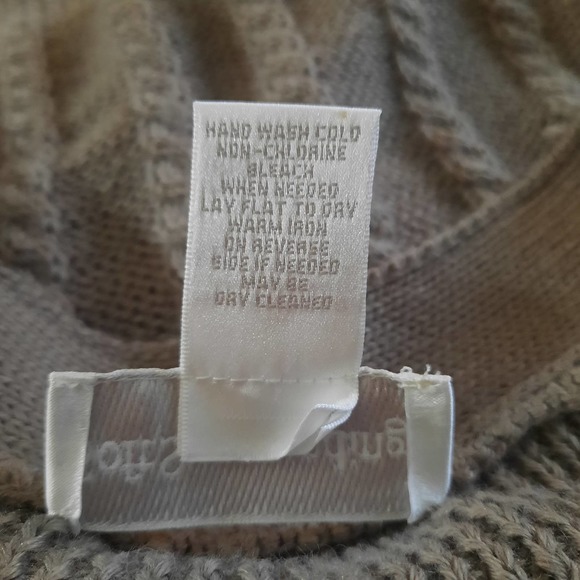 HAND WASH COLD
NON-CHLORINE
BLEACH
WHEN NEEDED
LAY FLAT TO DRY
WARM IRON
ON REVERSE
SIDE IF NEEDED
MAY BE
DRY CLEANED